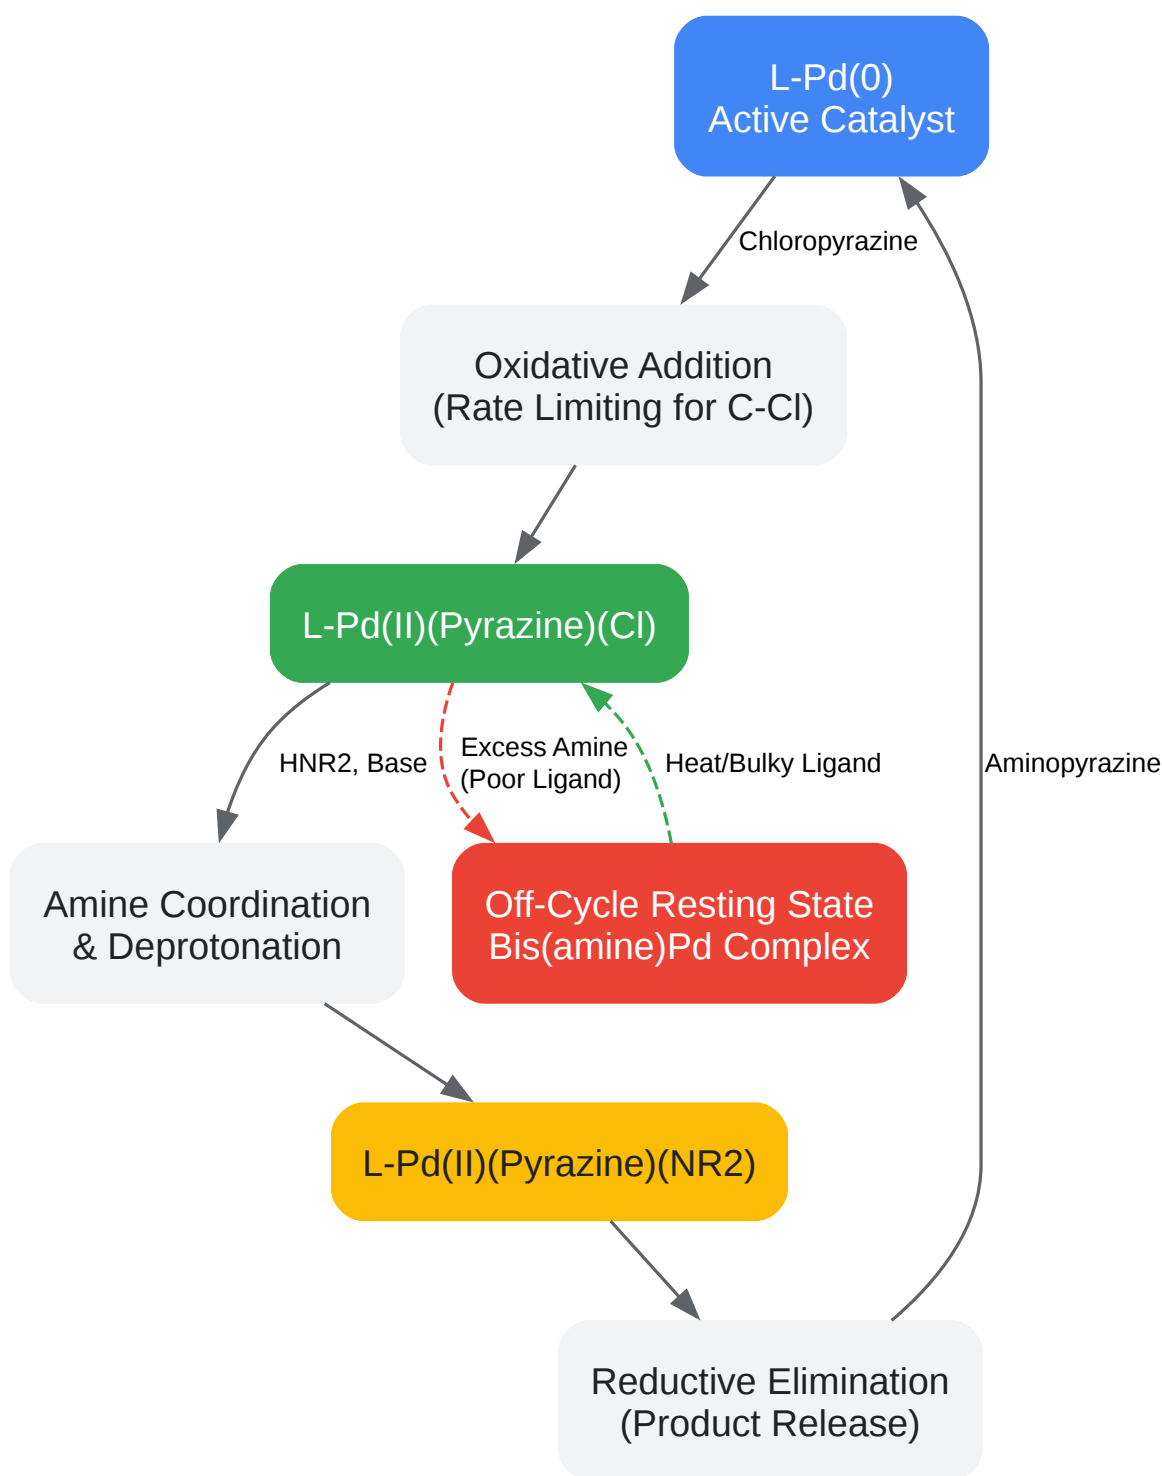 L-Pd(0)
Active Catalyst
Chloropyrazine
Oxidative Addition
(Rate Limiting for C-Cl)
L-Pd(II)(Pyrazine)(Cl)
HNR2, Base
Excess Amine
(Poor Ligand)
Heat/Bulky Ligand
Aminopyrazine
Amine Coordination
& Deprotonation
Off-Cycle Resting State
Bis(amine)Pd Complex
L-Pd(II)(Pyrazine)(NR2)
Reductive Elimination
(Product Release)